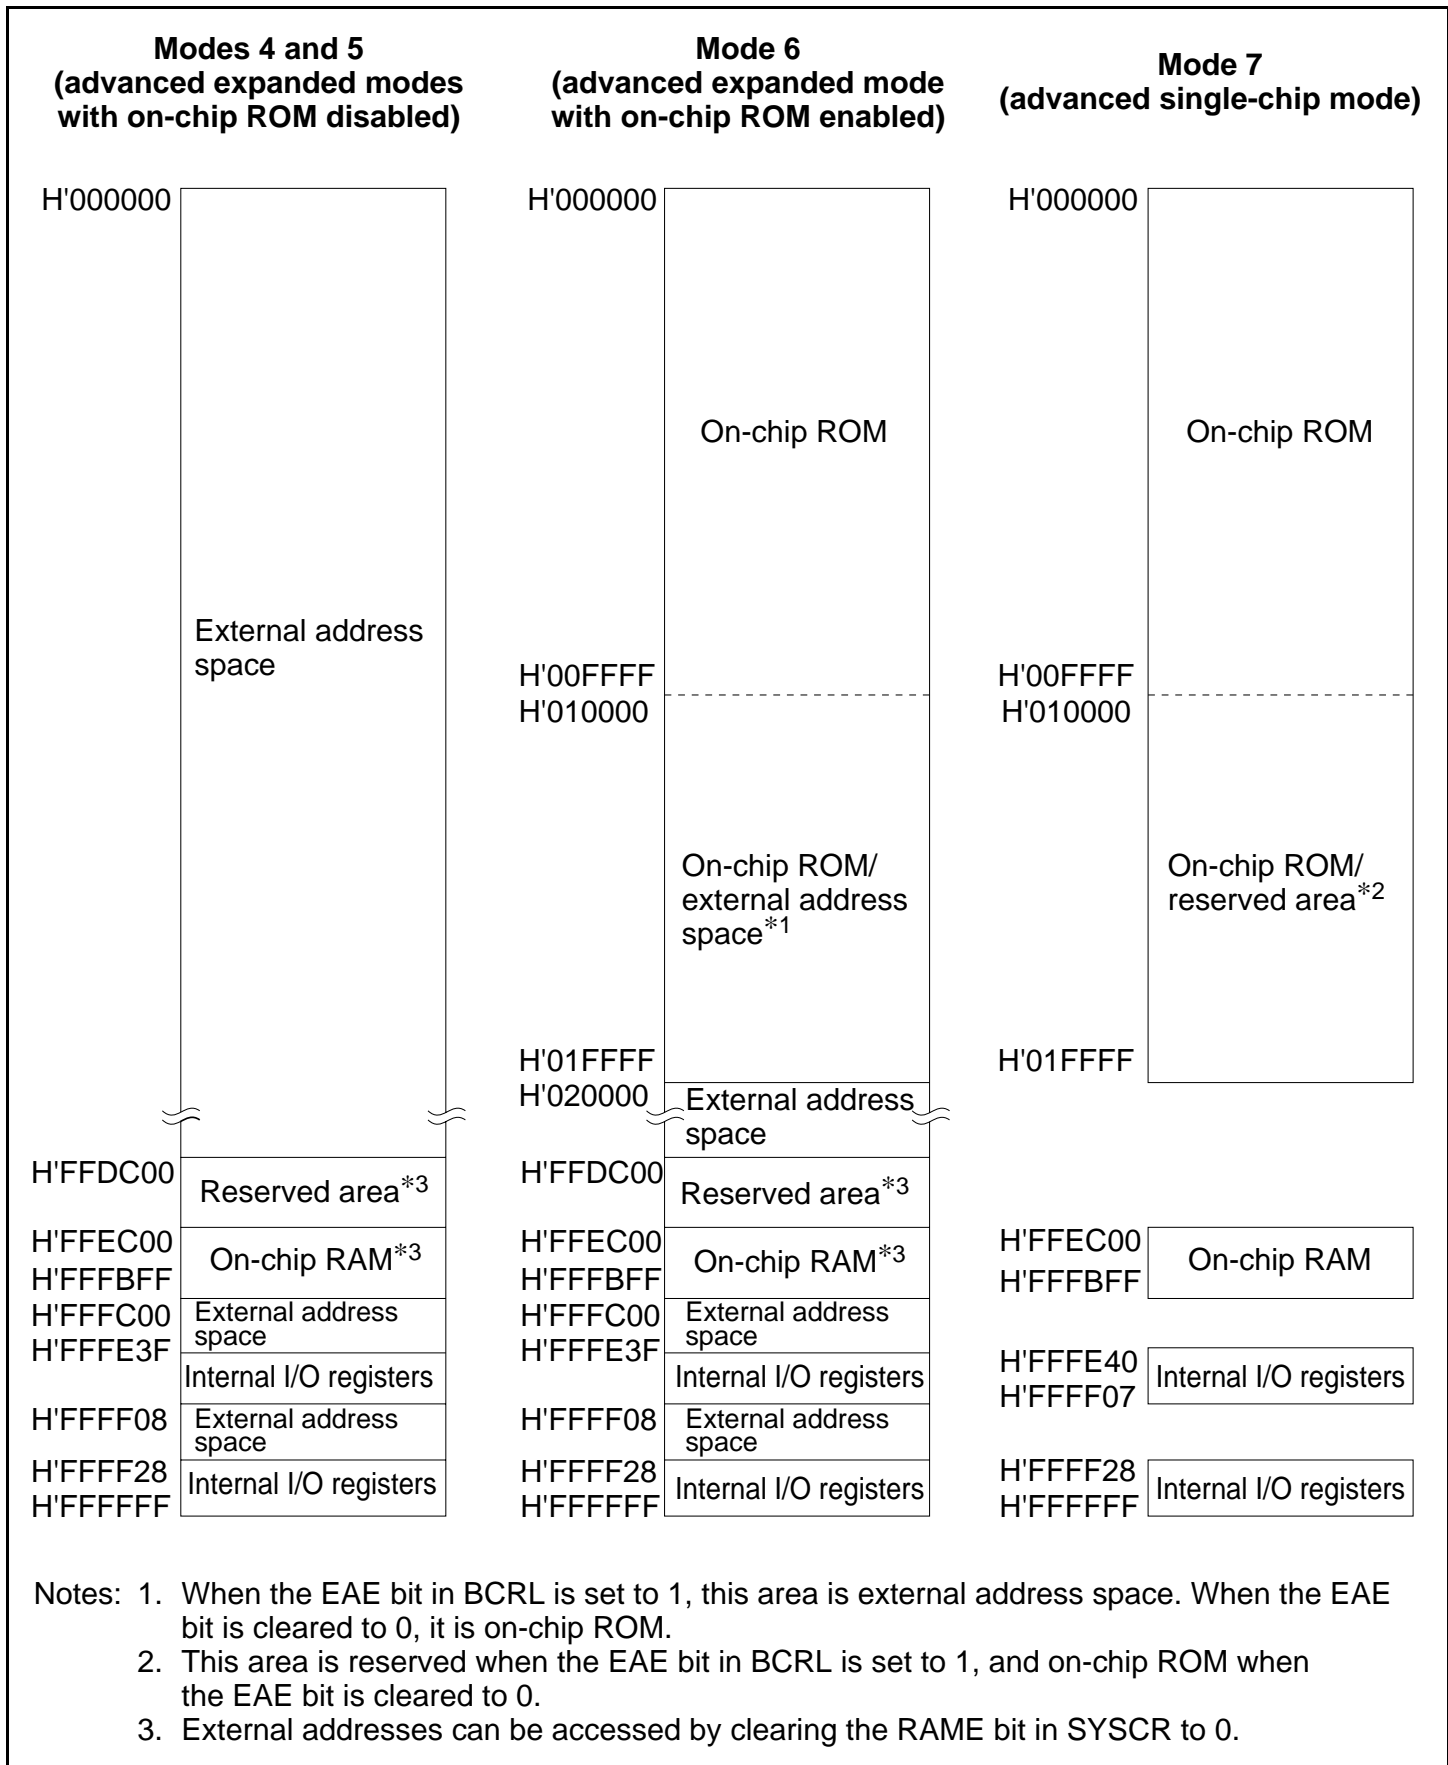 Modes 4 and 5
(advanced expanded modes
with on-chip ROM disabled)
H'000000
External address
space
H'FFDC00
Reserved area*3
H'FFEC00
On-chip RAM*3
H'FFFBFF
H'FFFC00
External address
space
H'FFFE3F
Internal I/O registers
H'FFFF08
External address
space
H'FFFF28
Internal I/O registers
H'FFFFFF
Mode 6
(advanced expanded mode
with on-chip ROM enabled)
H'000000
On-chip ROM
H'00FFFF
H'010000
On-chip ROM/
external address
space*1
H'01FFFF
H'020000
External address
space
H'FFDC00
Reserved area*3
H'FFEC00
On-chip RAM*3
H'FFFBFF
H'FFFC00
External address
space
H'FFFE3F
Internal I/O registers
H'FFFF08
External address
space
H'FFFF28
Internal I/O registers
H'FFFFFF
Mode 7
(advanced single-chip mode)
H'000000
On-chip ROM
H'00FFFF
H'010000
On-chip ROM/
reserved area*2
H'01FFFF
H'FFEC00
On-chip RAM
H'FFFBFF
H'FFFE40
Internal I/O registers
H'FFFF07
H'FFFF28
Internal I/O registers
H'FFFFFF
Notes: 1. When the EAE bit in BCRL is set to 1, this area is external address space. When the EAE
bit is cleared to 0, it is on-chip ROM.
2. This area is reserved when the EAE bit in BCRL is set to 1, and on-chip ROM when
the EAE bit is cleared to 0.
3. External addresses can be accessed by clearing the RAME bit in SYSCR to 0.